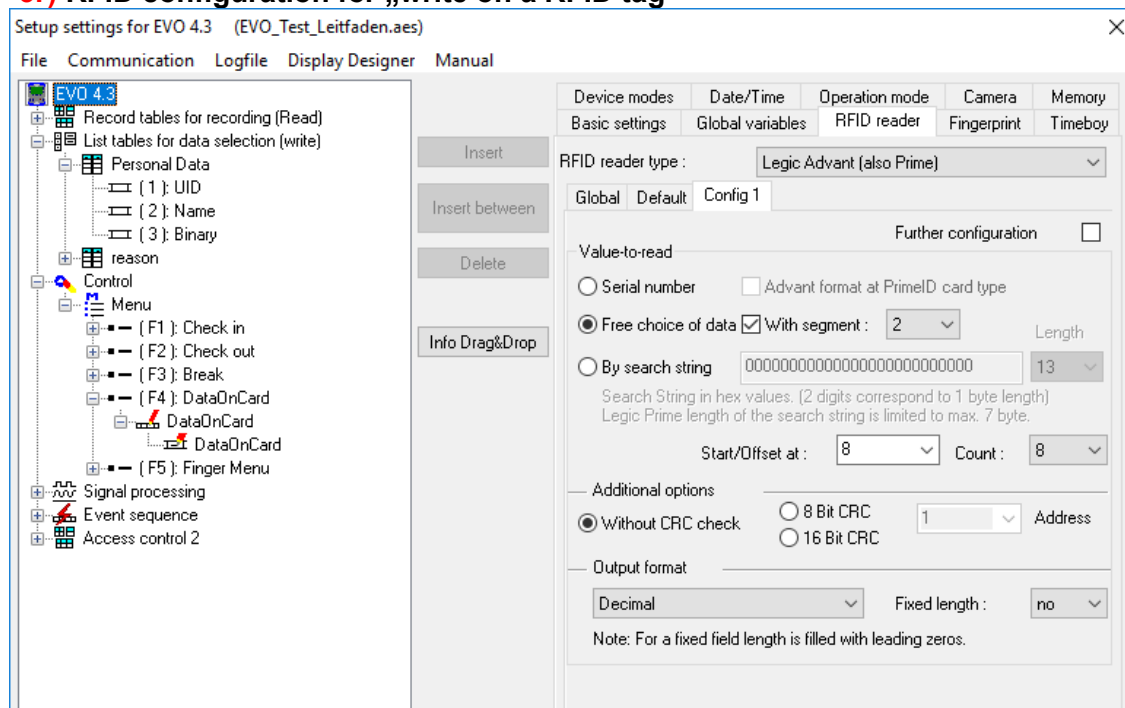 RFID configuration for „write on a RFID tag
Setup settings for EVO 4.3 (EVO_Test_Leitfaden.aes)
File Communication Logfile Display Designer Manual
EVO 4.3
Record tables for recording (Read)
List tables for data selection (write)
Personal Data
( 1 ): UID
( 2 ): Name
( 3 ): Binary
reason
Control
Menu
( F1 ): Check in
( F2 ): Check out
( F3 ): Break
( F4 ): DataOnCard
DataOnCard
DataOnCard
( F5 ): Finger Menu
Signal processing
Event sequence
Access control 2
Insert
Insert between
Delete
Info Drag&Drop
Device modes Date/Time Operation mode Camera Memory
Basic settings Global variables RFID reader Fingerprint Timeboy
RFID reader type : Legic Advant (also Prime)
Global Default Config 1
Further configuration
Value-to-read
Serial number Advant format at PrimeID card type
Free choice of data With segment : 2
Length
By search string 00000000000000000000000000 13
Search String in hex values. (2 digits correspond to 1 byte length)
Legic Prime length of the search string is limited to max. 7 byte.
Start/Offset at : 8 Count : 8
Additional options
Without CRC check 8 Bit CRC 1 Address
16 Bit CRC
Output format
Decimal Fixed length : no
Note: For a fixed field length is filled with leading zeros.